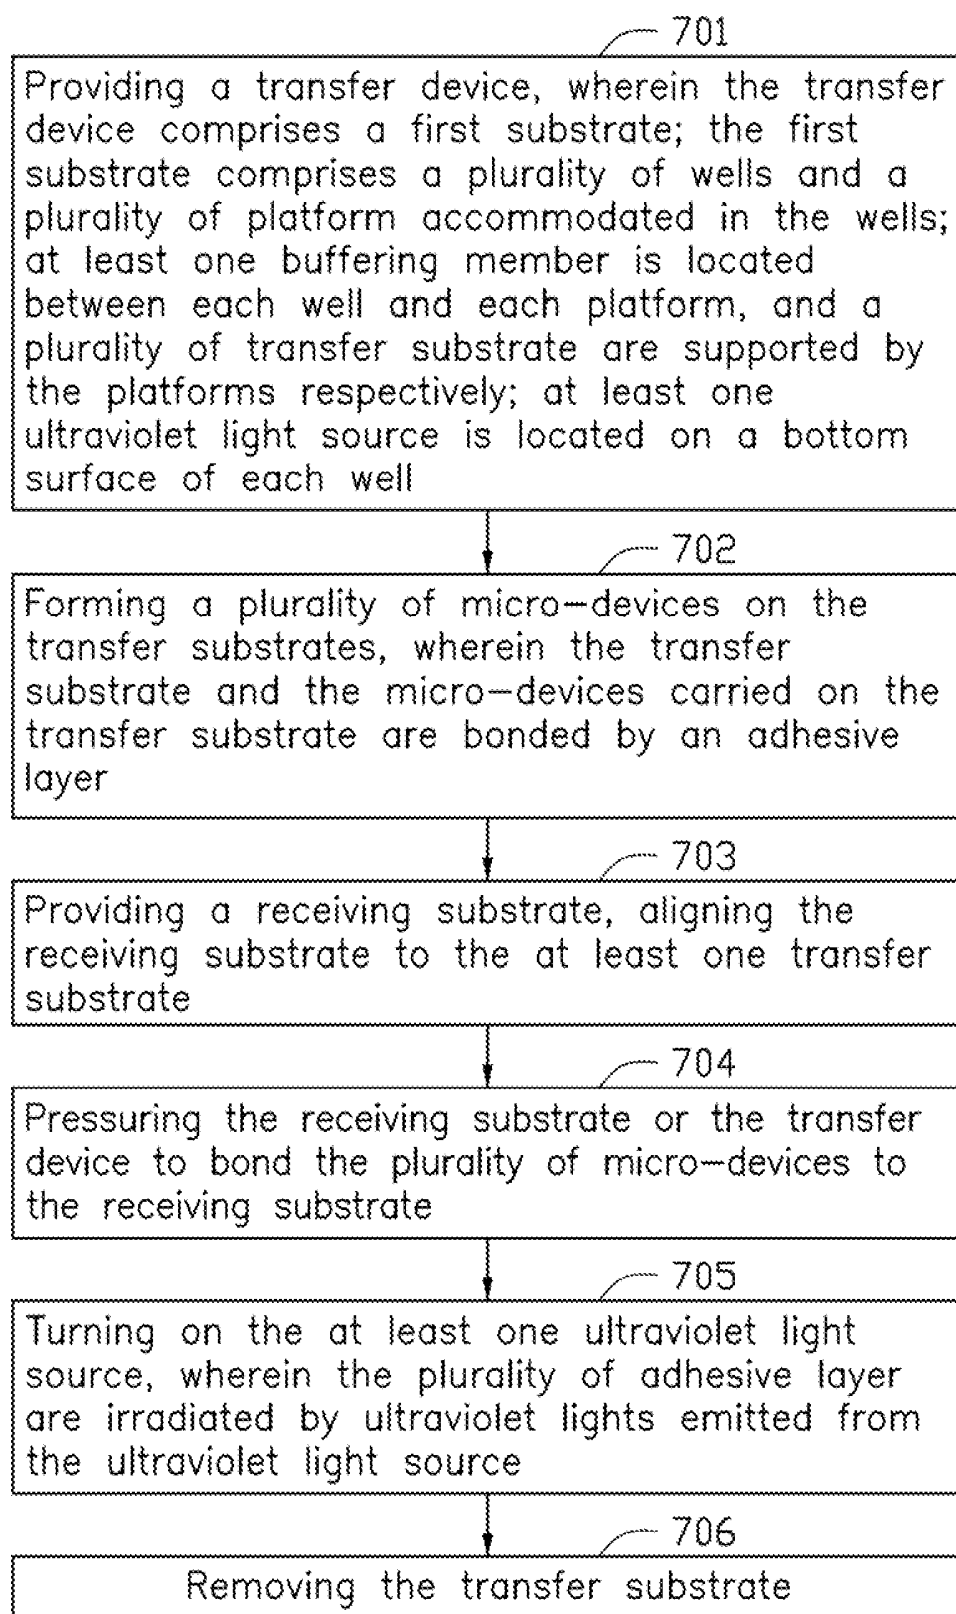 701
Providing a transfer device, wherein the transfer
device comprises a first substrate; the first
substrate comprises a plurality of wells and a
plurality of platform accommodated in the wells;
at least one buffering member is located
between each well and each platform, and a
plurality of transfer substrate are supported by
the platforms respectively; at least one
ultraviolet light source is located on a bottom
surface of each well
702
Forming a plurality of micro-devices on the
transfer substrates, wherein the transfer
substrate and the micro-devices carried on the
transfer substrate are bonded by an adhesive
layer
703
Providing a receiving substrate, aligning the
receiving substrate to the at least one transfer
substrate
704
Pressuring the receiving substrate or the transfer
device to bond the plurality of micro-devices to
the receiving substrate
705
Turning on the at least one ultraviolet light
source, wherein the plurality of adhesive layer
are irradiated by ultraviolet lights emitted from
the ultraviolet light source
706
Removing the transfer substrate